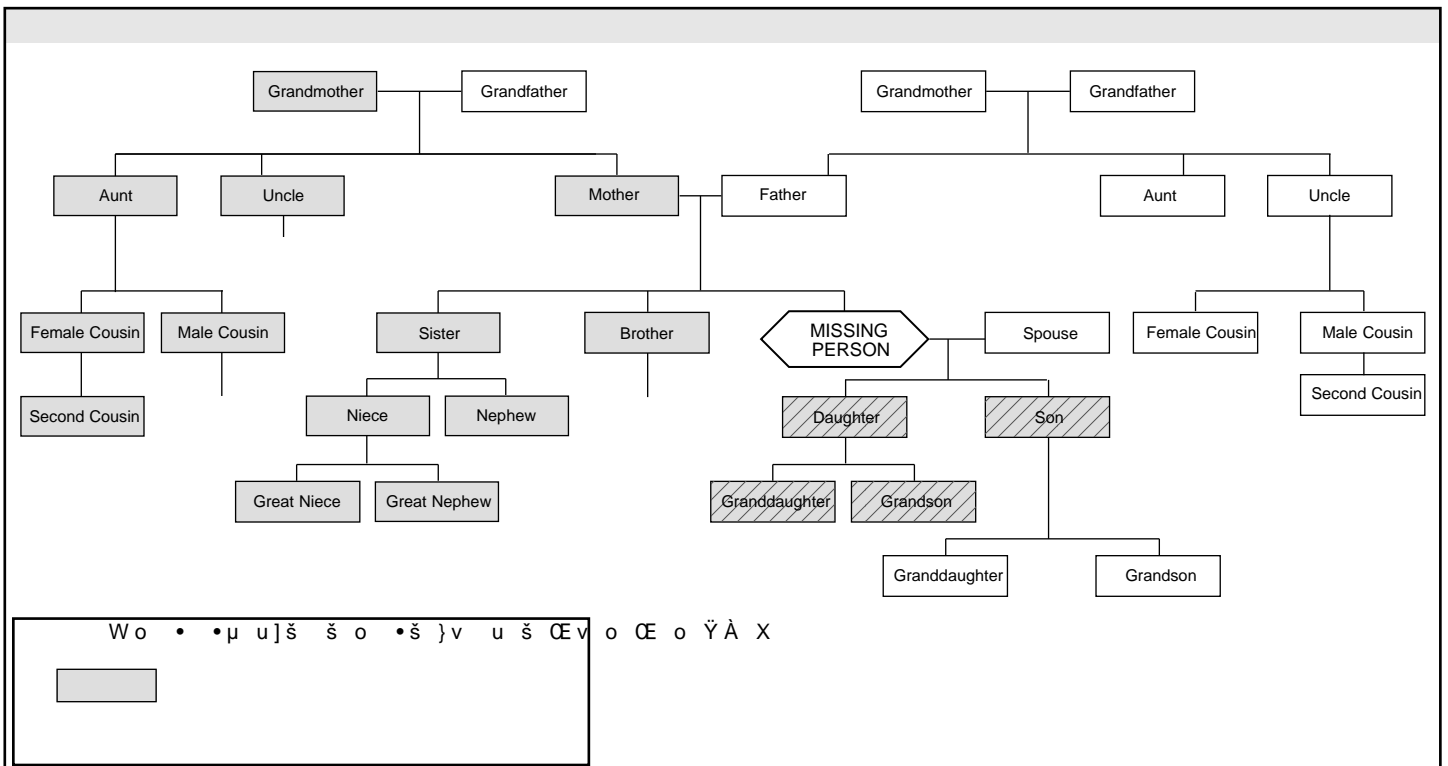 Grandmother
Grandfather
Grandmother
Grandfather
Aunt
Uncle
Mother
Father
Aunt
Uncle
Female Cousin
Male Cousin
Sister
Brother
MISSING
PERSON
Spouse
Female Cousin
Male Cousin
Second Cousin
Niece
Nephew
Daughter
Son
Second Cousin
Great Niece
Great Nephew
Granddaughter
Grandson
Granddaughter
Grandson